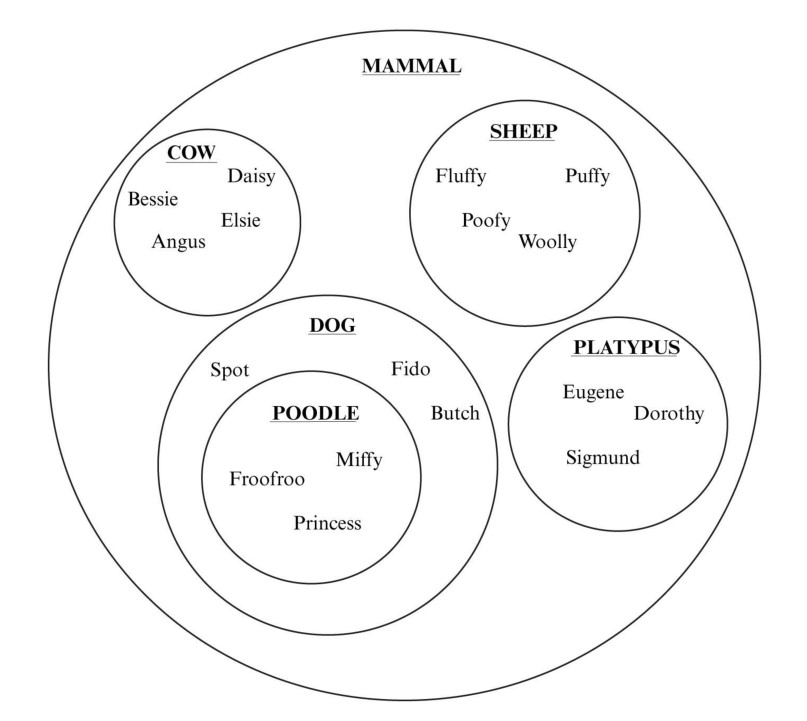 MAMMAL
COW
Daisy
Bessie
Elsie
Angus
SHEEP
Fluffy
Puffy
Poofy
Woolly
DOG
Spot
Fido
Butch
POODLE
Miffy
Froofroo
Princess
PLATYPUS
Eugene
Dorothy
Sigmund